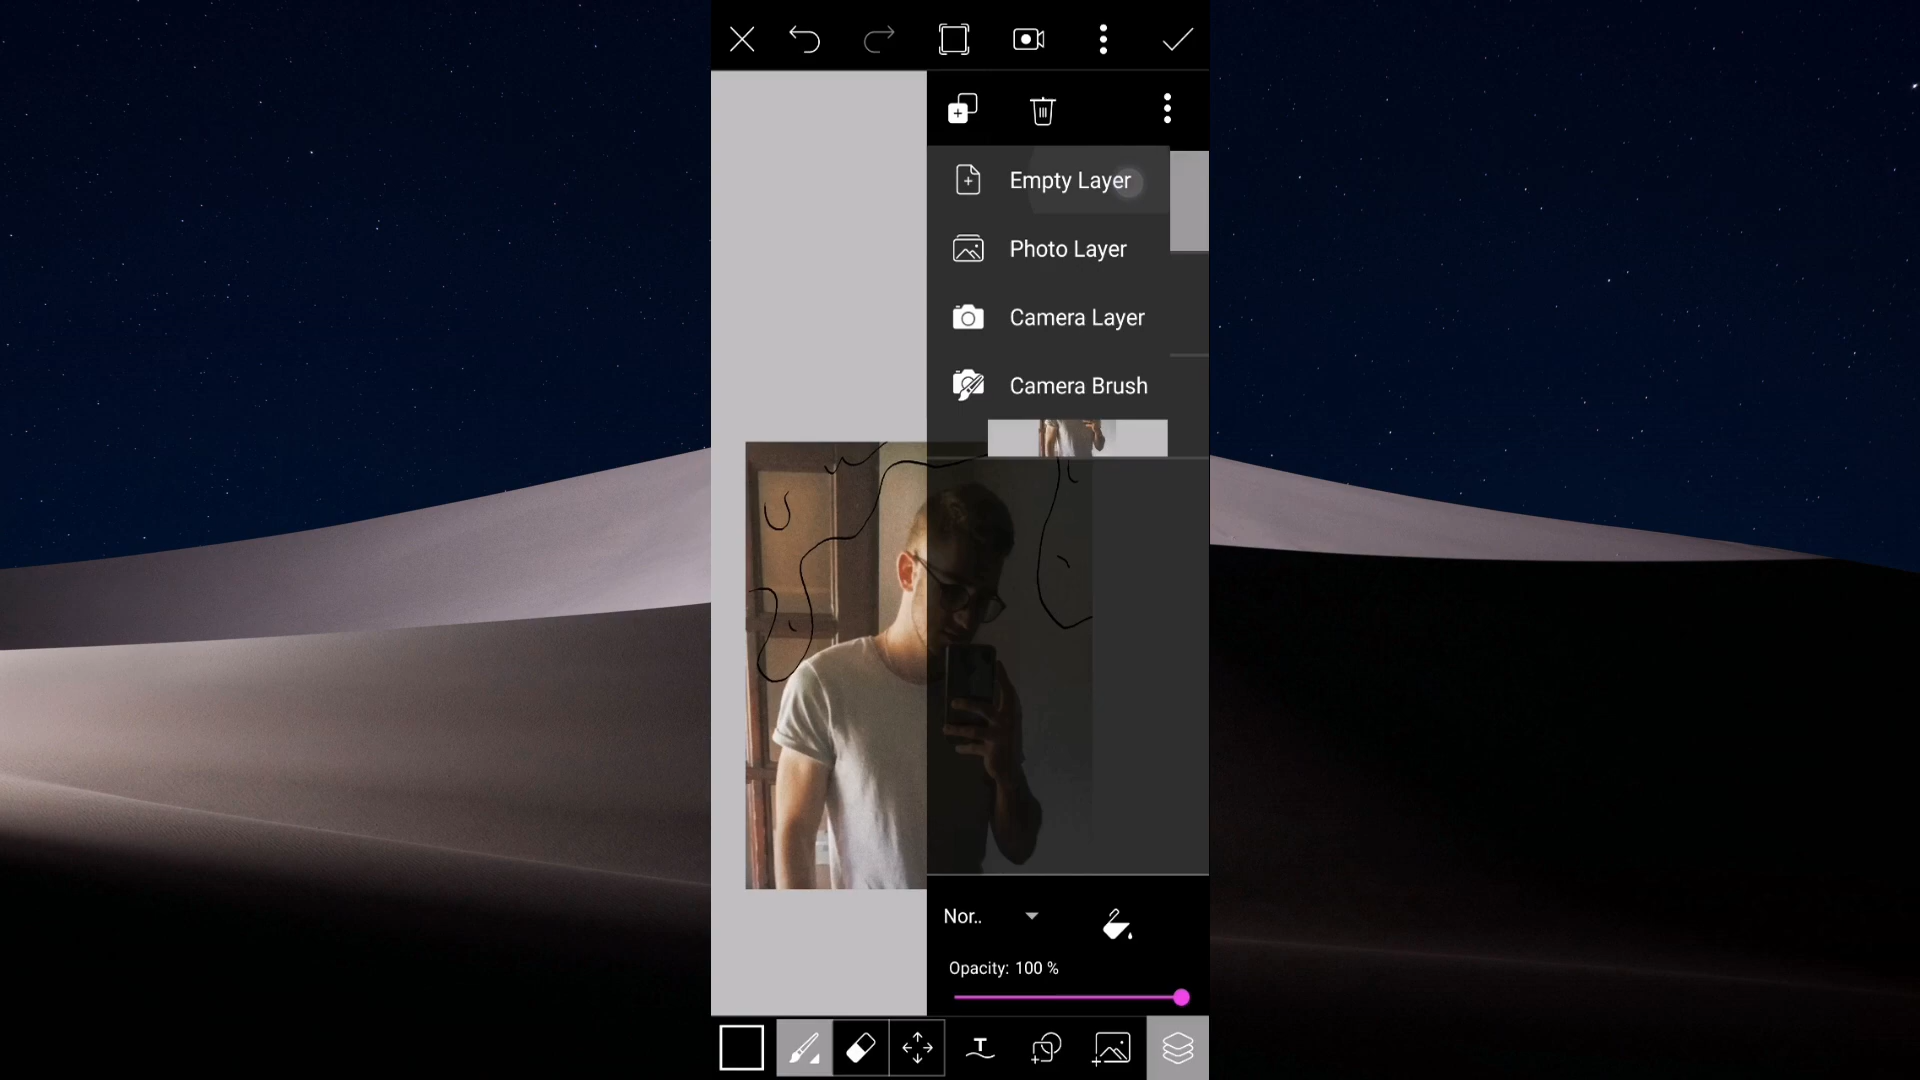 Empty Layer
Photo Layer
Camera Layer
Camera Brush
Nor..
Opacity: 100 %
T